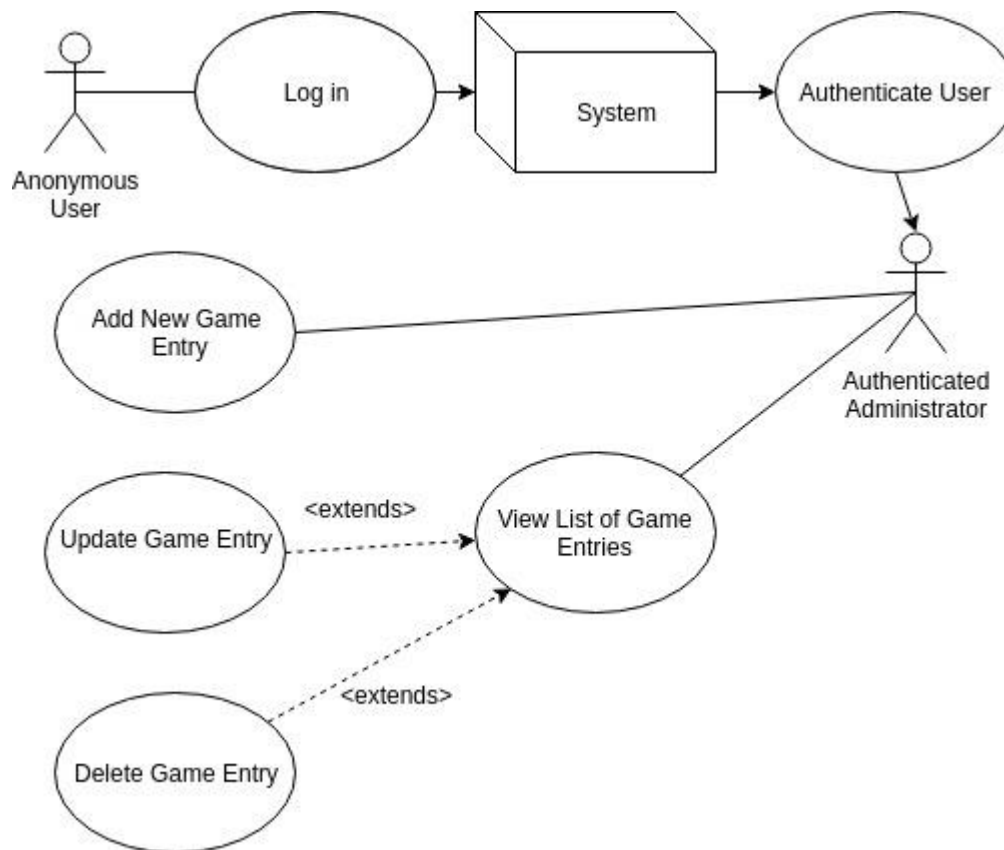 Log in
System
Authenticate User
Anonymous
User
Add New Game
Entry
Authenticated
Administrator
<extends>
Update Game Entry
View List of Game
Entries
<extends>
Delete Game Entry